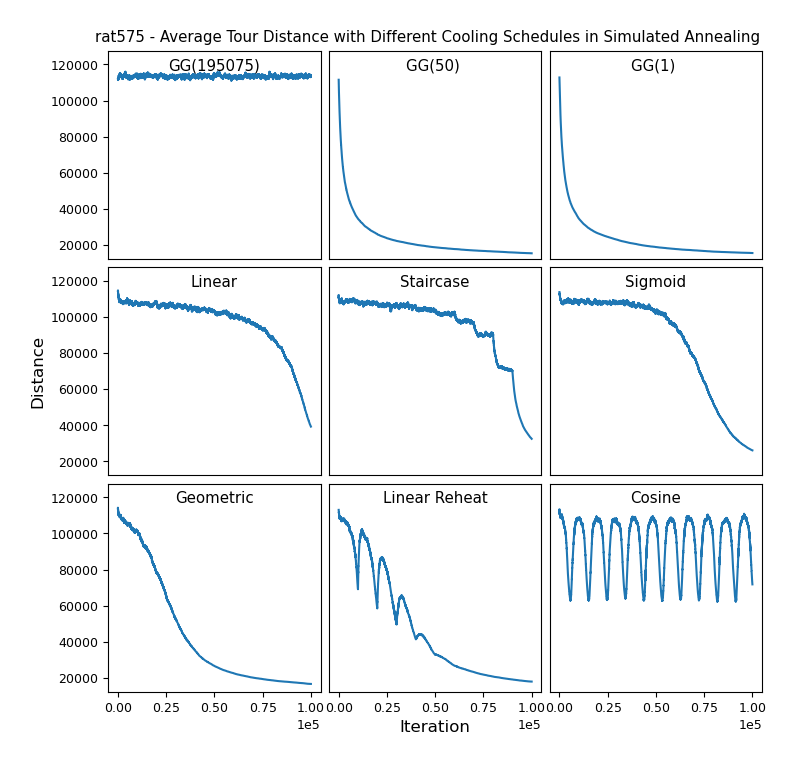 rat575 - Average Tour Distance with Different Cooling Schedules in Simulated Annealing
GG(195075)
GG(50)
GG(1)
120000
100000
80000
60000
40000
20000
Linear
Staircase
Sigmoid
120000
100000
80000
60000
40000
20000
Distance
Geometric
Linear Reheat
Cosine
120000
100000
80000
60000
40000
20000
0.00 0.25 0.50 0.75 1.00
1e5
0.00 0.25 0.50 0.75 1.00
1e5
0.00 0.25 0.50 0.75 1.00
1e5
Iteration